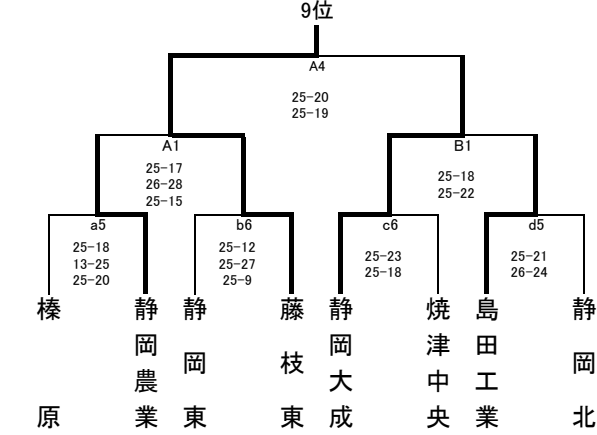 9位
A4
25-20
25-19
A1
25-17
26-28
25-15
B1
25-18
25-22
a5
25-18
13-25
25-20
b6
25-12
25-27
25-9
c6
25-23
25-18
d5
25-21
26-24
榛原
静岡農業
静岡東
藤枝東
静岡大成
焼津中央
島田工業
静岡北